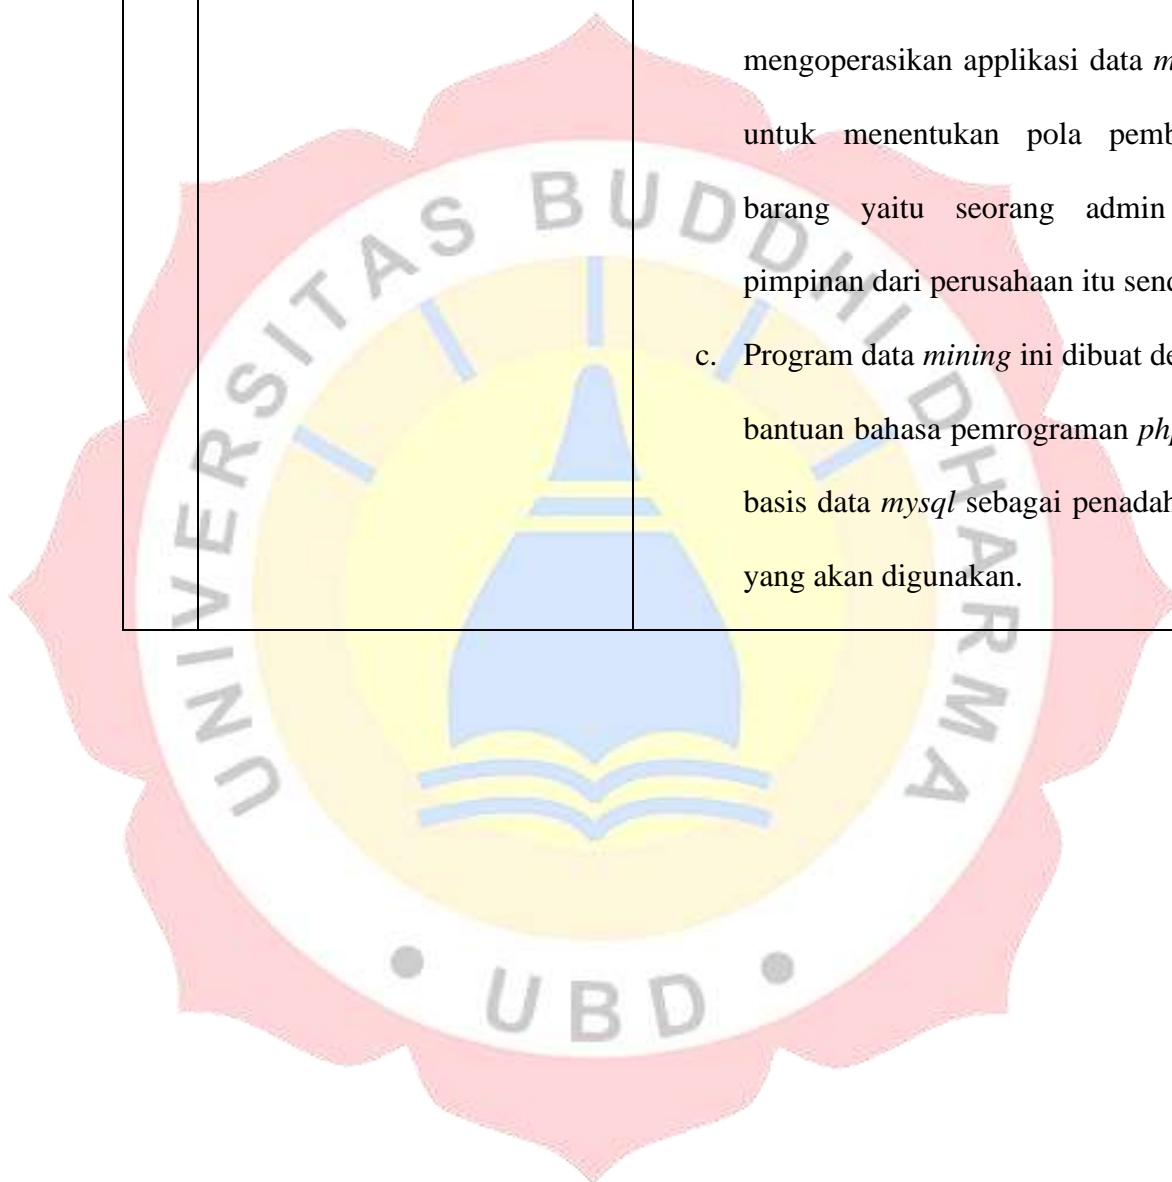 mengoperasikan applikasi data
untuk menentukan pola
barang yaitu seorang admin
pimpinan dari perusahaan itu
c. Program data mining ini dibuat
bantuan bahasa pemrograman
basis data mysql sebagai
yang akan digunakan.
UNIVERSITAS BUDDHI DHARMA
• UBD •